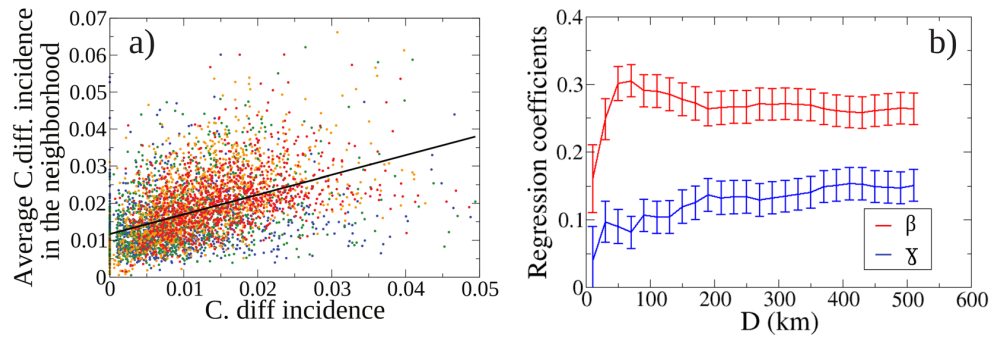 a)
Average C.diff. incidence
in the neighborhood
0.07
0.06
0.05
0.04
0.03
0.02
0.01
0
0 0.01 0.02 0.03 0.04 0.05
C. diff incidence
b)
Regression coefficients
0.4
0.3
0.2
0.1
0
β
ɣ
0 100 200 300 400 500 600
D (km)